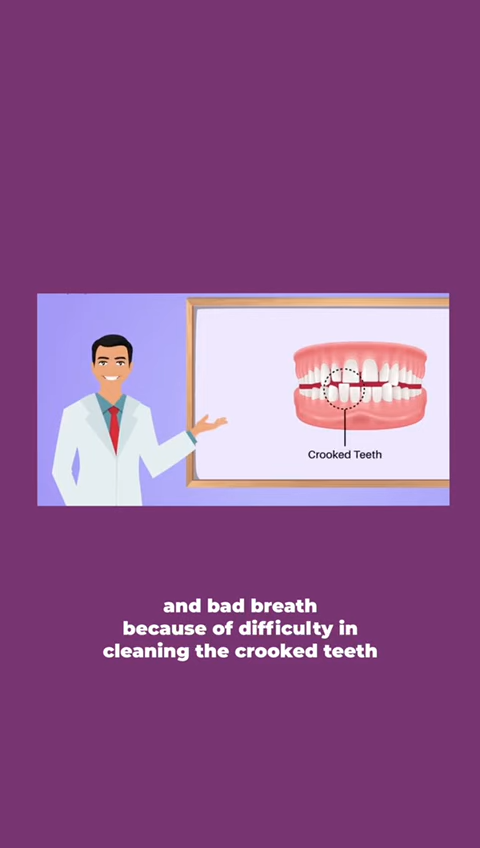 Crooked Teeth
and bad breath
because of difficulty in
cleaning the crooked teeth